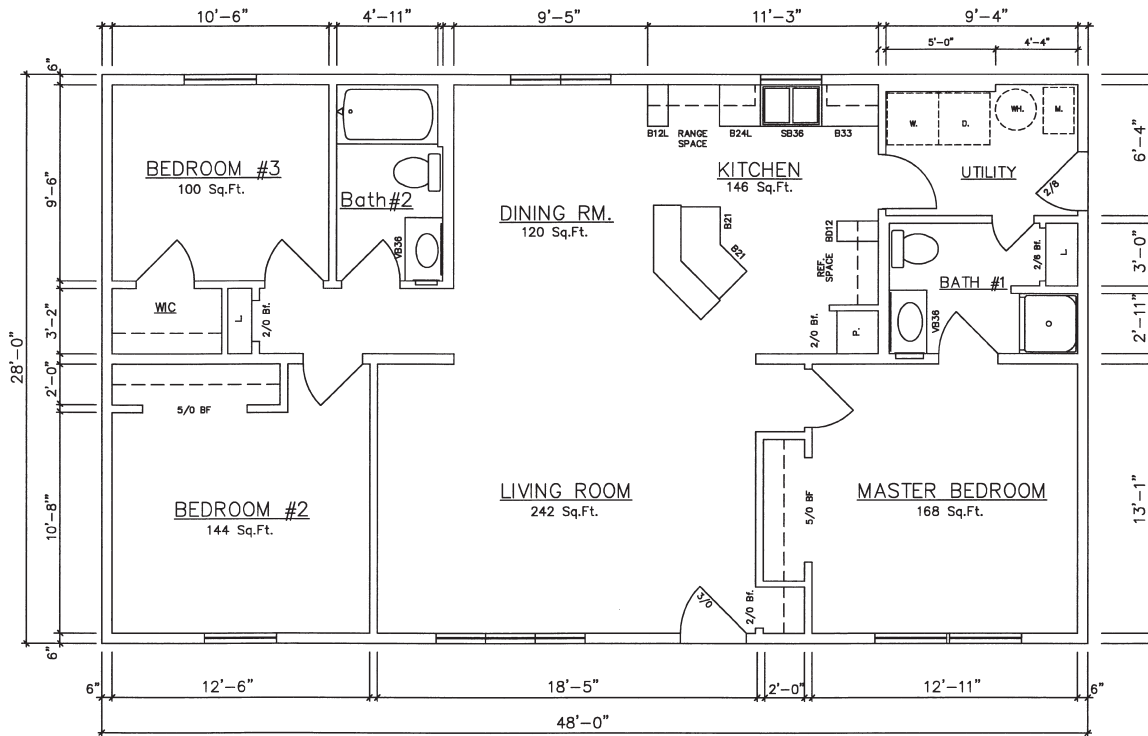 10'-6"
4'-11"
9'-5"
11'-3"
9'-4"
5'-0"
4'-4"
6"
9'-6"
3'-2"
2'-0"
10'-8"
6"
28'-0"
BEDROOM #3
100 Sq.Ft.
Bath#2
VB36
DINING RM.
120 Sq.Ft.
B12L
RANGE
SPACE
B24L
SB36
B33
KITCHEN
146 Sq.Ft.
B21
B21
BD12
REF.
SPACE
2/0 Bf.
P.
W.
D.
WH.
M.
UTILITY
2/8
2/8 Bf.
L.
BATH #1
VB36
WIC
L.
2/0 Bf.
5/0 BF
BEDROOM #2
144 Sq.Ft.
LIVING ROOM
242 Sq.Ft.
5/0 BF
3/0
2/0 Bf.
MASTER BEDROOM
168 Sq.Ft.
6'-4"
3'-0"
2'-11"
13'-1"
6"
12'-6"
18'-5"
2'-0"
12'-11"
6"
48'-0"